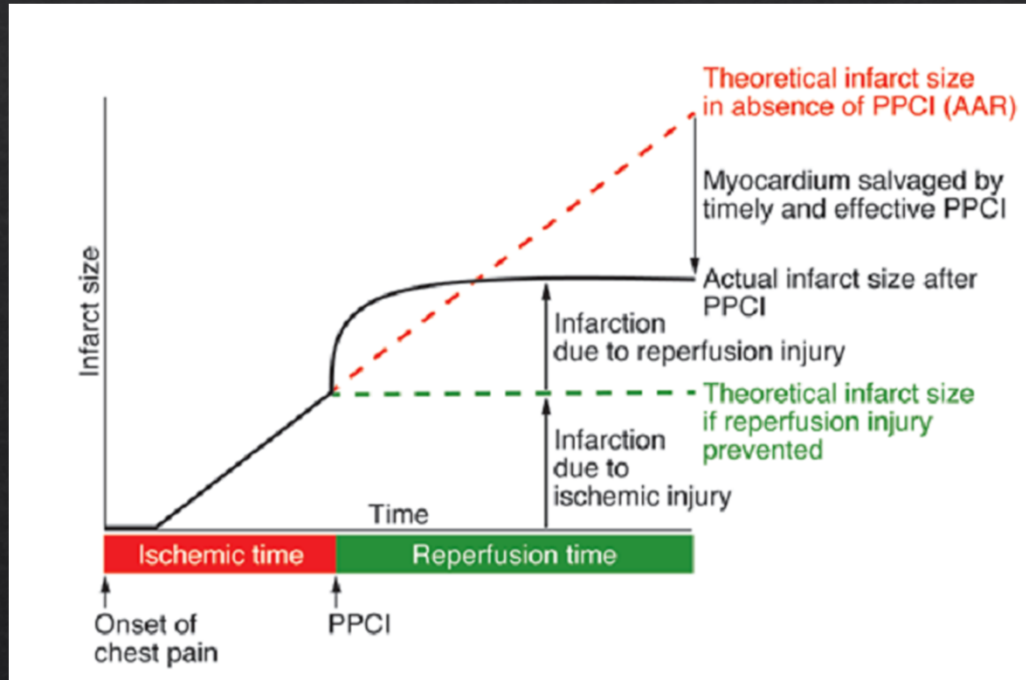 Theoretical infarct size
in absence of PPCI (AAR)
Myocardium salvaged by
timely and effective PPCI
Infarct size
Actual infarct size after
PPCI
Infarction
due to reperfusion injury
Theoretical infarct size
if reperfusion injury
prevented
Infarction
due to
ischemic injury
Time
Ischemic time
Reperfusion time
Onset of
chest pain
PPCI